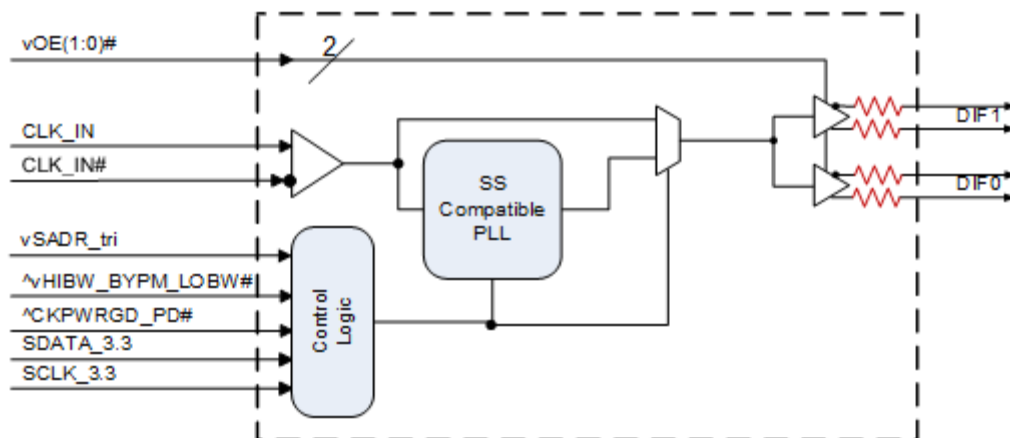 vOE(1:0)#
2
CLK_IN
CLK_IN#
SS
Compatible
PLL
DIF1
DIF0
vSADR_tri
^vHIBW_BYPM_LOBW#
^CKPWRGD_PD#
SDATA_3.3
SCLK_3.3
Control
Logic